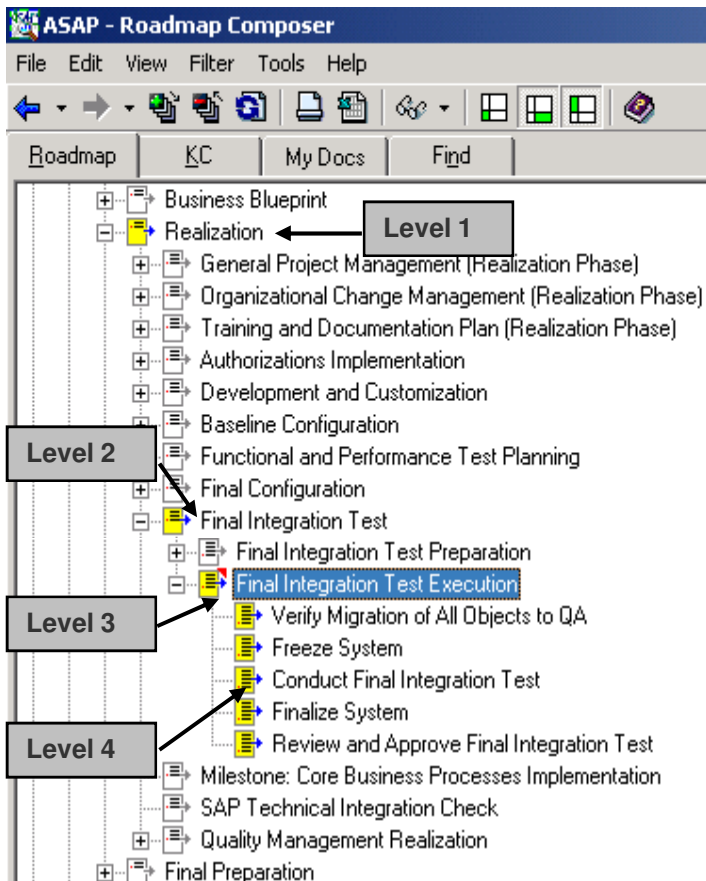 ASAP - Roadmap Composer
File Edit View Filter Tools Help
Roadmap KC My Docs Find
Business Blueprint
Realization Level 1
General Project Management (Realization Phase)
Organizational Change Management (Realization Phase)
Training and Documentation Plan (Realization Phase)
Authorizations Implementation
Development and Customization
Baseline Configuration
Level 2 Functional and Performance Test Planning
Final Configuration
Final Integration Test
Final Integration Test Preparation
Final Integration Test Execution
Level 3 Verify Migration of All Objects to QA
Freeze System
Conduct Final Integration Test
Finalize System
Level 4 Review and Approve Final Integration Test
Milestone: Core Business Processes Implementation
SAP Technical Integration Check
Quality Management Realization
Final Preparation